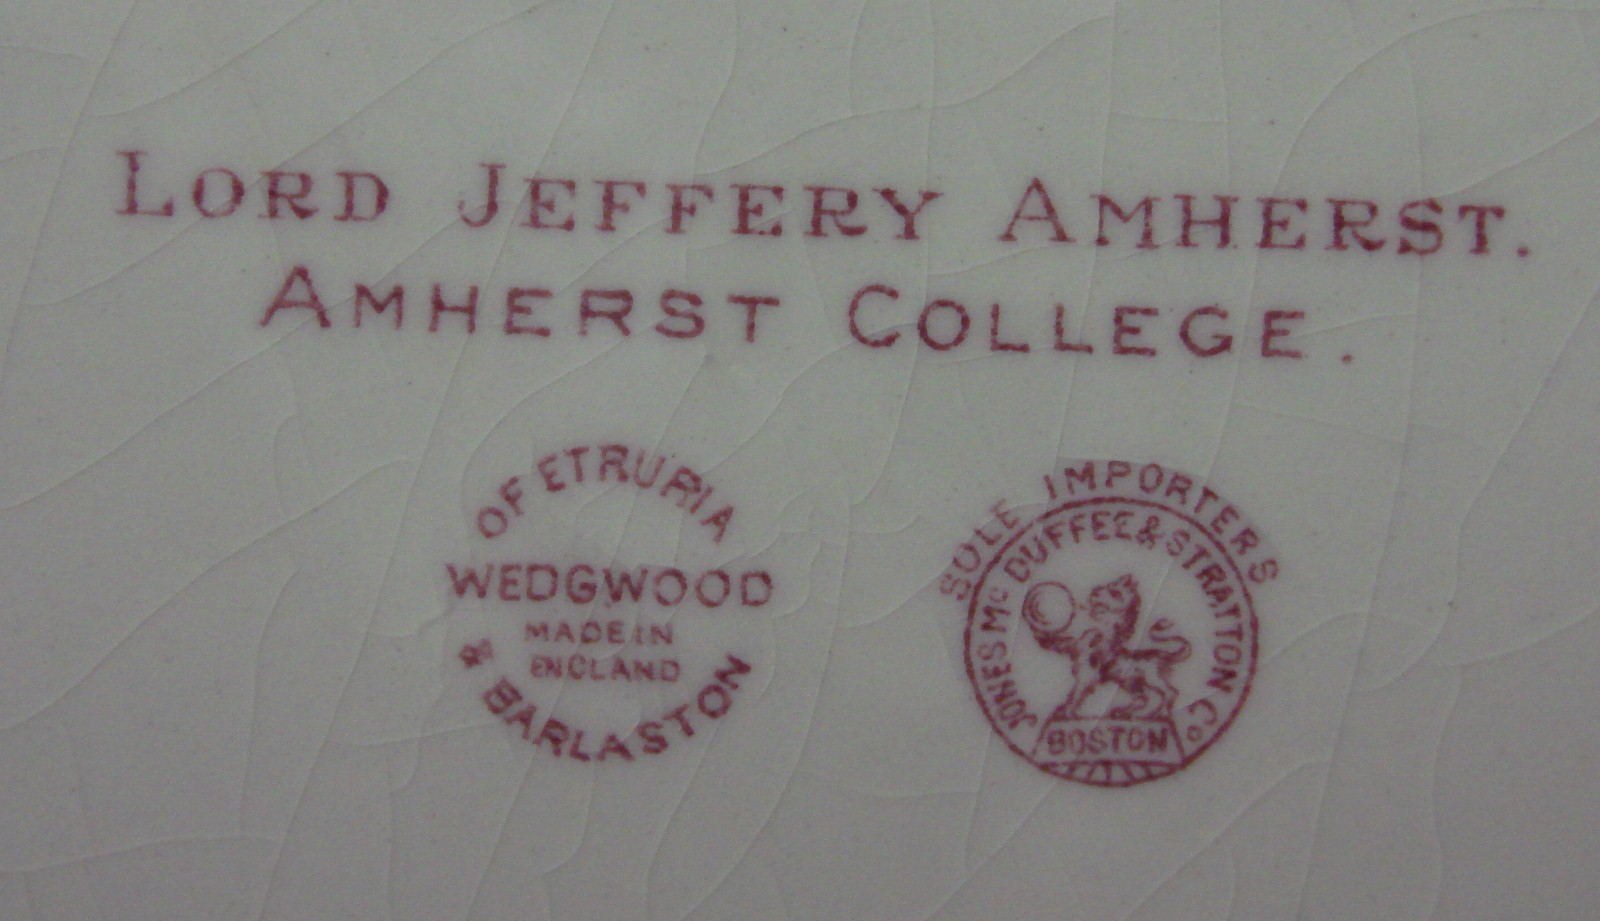 LORD JEFFERY AMHERST.
AMHERST COLLEGE.
OF ETRURIA
WEDGWOOD
MADE IN
ENGLAND
& BARLASTON
SOLE IMPORTERS
JONES Mc DUFFEE & STRATTON Co
BOSTON